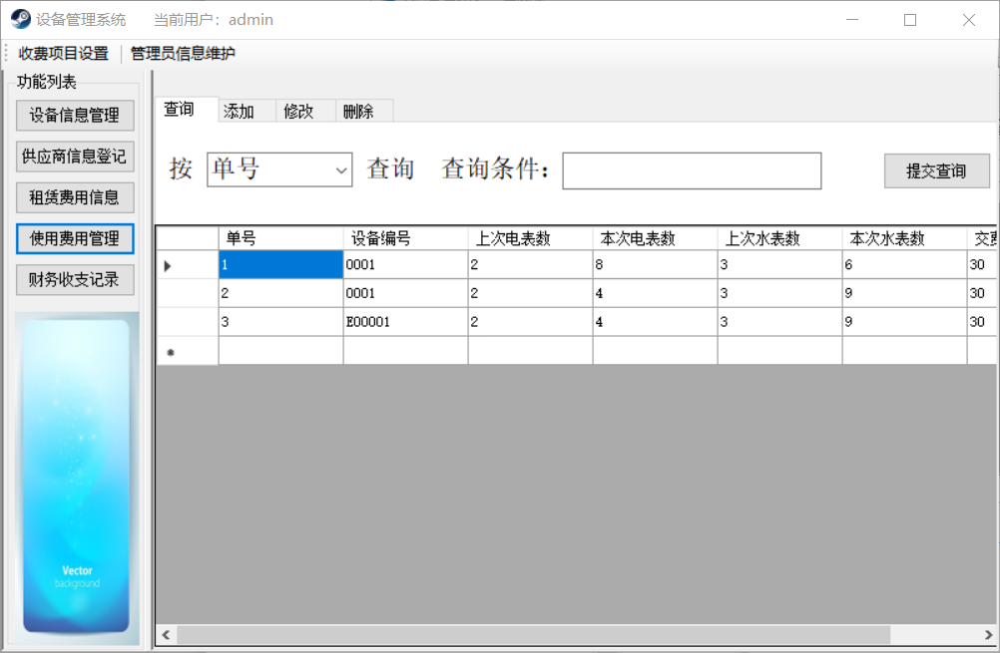 设备管理系统 当前用户：admin
收费项目设置 管理员信息维护
功能列表
设备信息管理
供应商信息登记
租赁费用信息
使用费用管理
财务收支记录
Vector
background
查询 添加 修改 删除
按 单号 查询 查询条件： 提交查询
单号 设备编号 上次电表数 本次电表数 上次水表数 本次水表数 交费
1 0001 2 8 3 6 30
2 0001 2 4 3 9 30
3 E00001 2 4 3 9 30